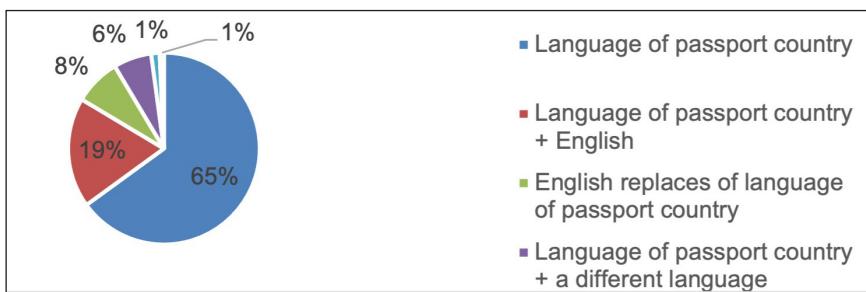 6% 1% 1%
8%
19%
65%
Language of passport country
Language of passport country
+ English
English replaces of language
of passport country
Language of passport country
+ a different language